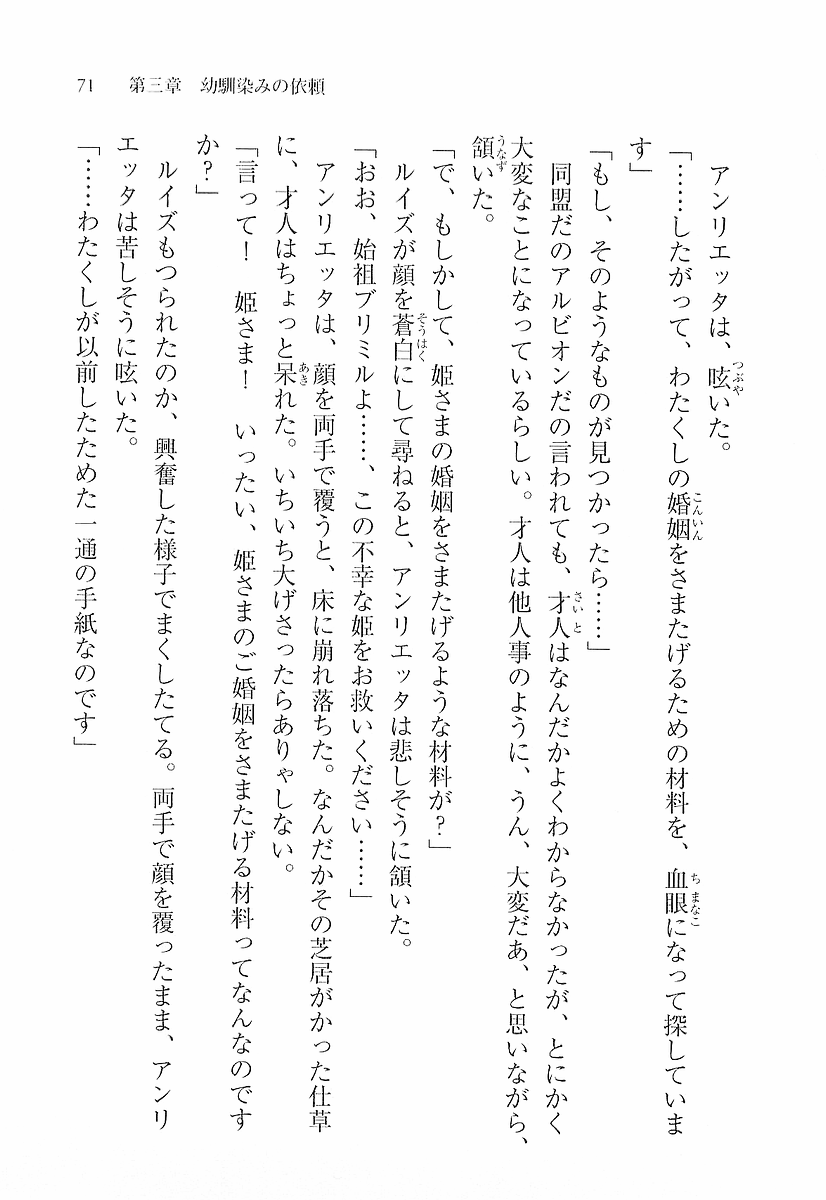 71　第三章　幼馴染みの依頼
　アンリエッタは、呟いた。
「……したがって、わたくしの婚姻をさまたげるための材料を、血眼になって探していま
す」
「もし、そのようなものが見つかったら……」
　同盟だのアルビオンだの言われても、才人はなんだかよくわからなかったが、とにかく
大変なことになっているらしい。才人は他人事のように、うん、大変だあ、と思いながら、
頷いた。
「で、もしかして、姫さまの婚姻をさまたげるような材料が？」
　ルイズが顔を蒼白にして尋ねると、アンリエッタは悲しそうに頷いた。
「おお、始祖ブリミルよ……、この不幸な姫をお救いください……」
　アンリエッタは、顔を両手で覆うと、床に崩れ落ちた。なんだかその芝居がかった仕草
に、才人はちょっと呆れた。いちいち大げさったらありゃしない。
「言って！　姫さま！　いったい、姫さまのご婚姻をさまたげる材料ってなんなのです
か？」
　ルイズもつられたのか、興奮した様子でまくしたてる。両手で顔を覆ったまま、アンリ
エッタは苦しそうに呟いた。
「……わたくしが以前したためた一通の手紙なのです」